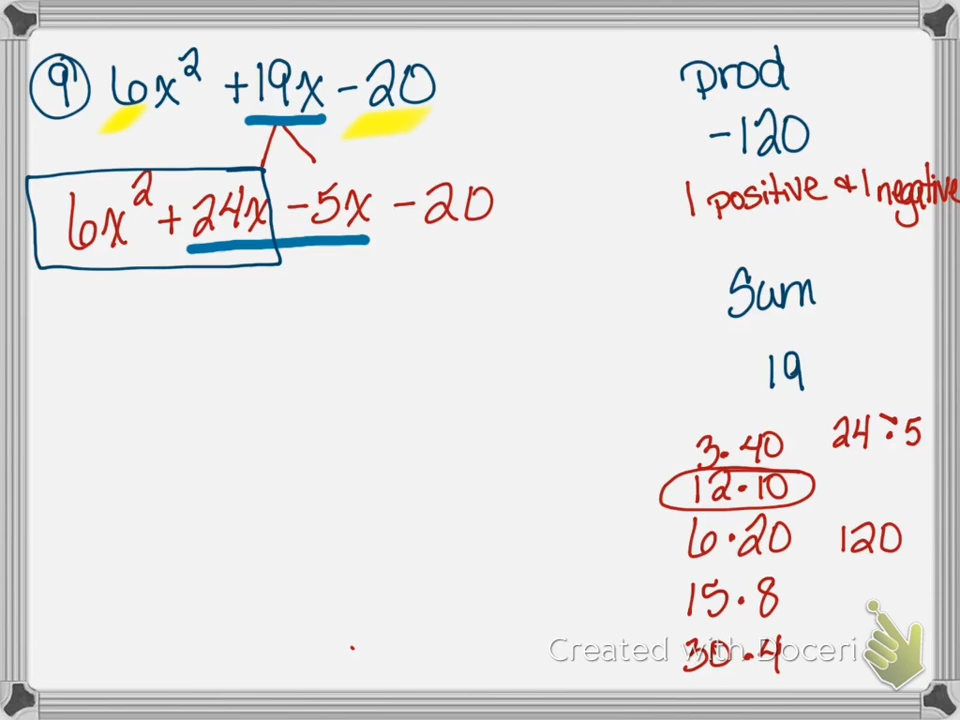 9 6x² +19x -20
6x² + 24x -5x -20
prod
-120
1 positive & 1 negative
Sum
19
3·40
24·-5
12·10
6·20
120
15·8
30·4
Created with Doceri